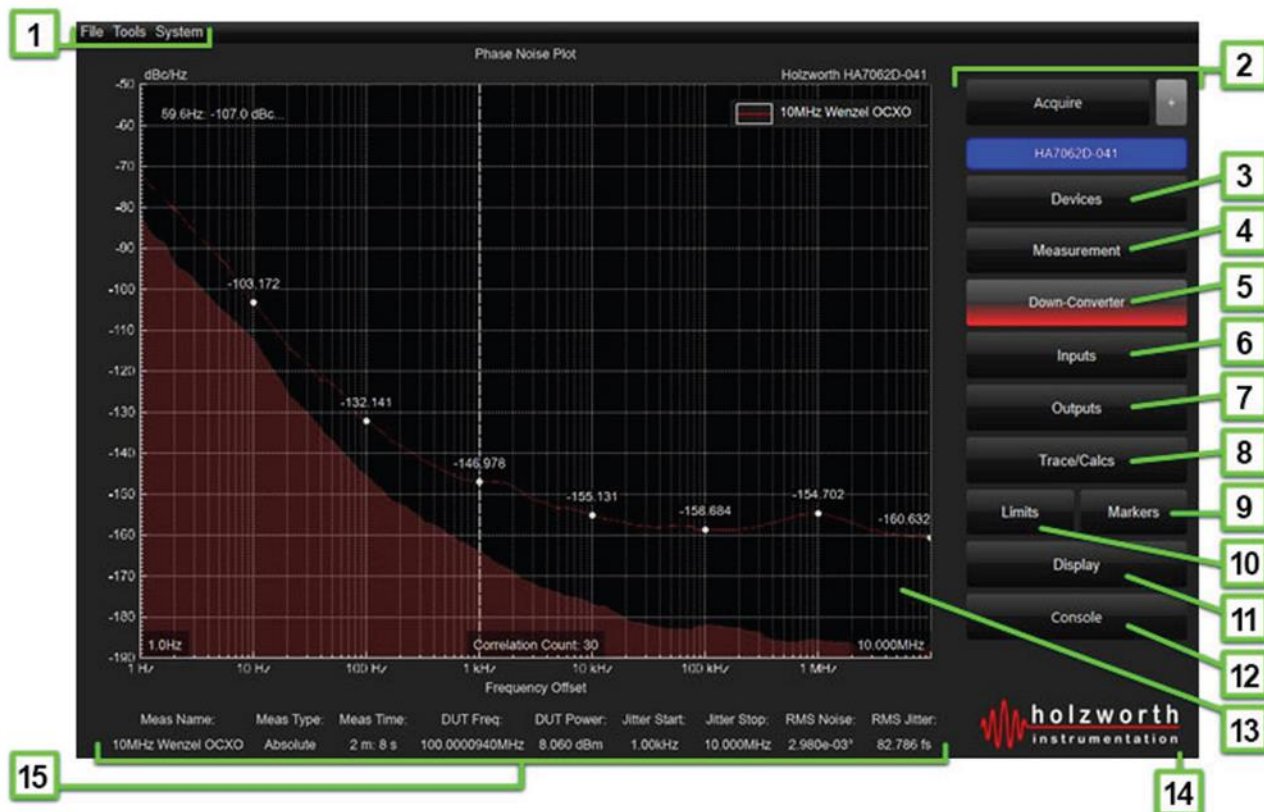 1
File Tools System
Phase Noise Plot
2
dBc/Hz
Holzworth HA7062D-041
Acquire
+
59.6Hz: -107.0 dBc...
10MHz Wenzel OCXO
HA7062D-041
3
Devices
4
Measurement
5
Down-Converter
6
Inputs
7
Outputs
8
Trace/Calcs
9
Limits
Markers
10
Display
11
Console
12
13
-50
-60
-70
-80
-90
-100
-110
-120
-130
-140
-150
-160
-170
-180
-190
-103.172
-132.141
-146.978
-155.131
-158.684
-154.702
-160.632
1.0Hz
Correlation Count: 30
10.000MHz
1 Hz
10 Hz
100 Hz
1 kHz
10 kHz
100 kHz
1 MHz
Frequency Offset
Meas Name: Meas Type: Meas Time: DUT Freq: DUT Power: Jitter Start: Jitter Stop: RMS Noise: RMS Jitter:
10MHz Wenzel OCXO Absolute 2 m: 8 s 100.0000940MHz 8.060 dBm 1.00kHz 10.000MHz 2.980e-03° 82.786 fs
holzworth
instrumentation
14
15